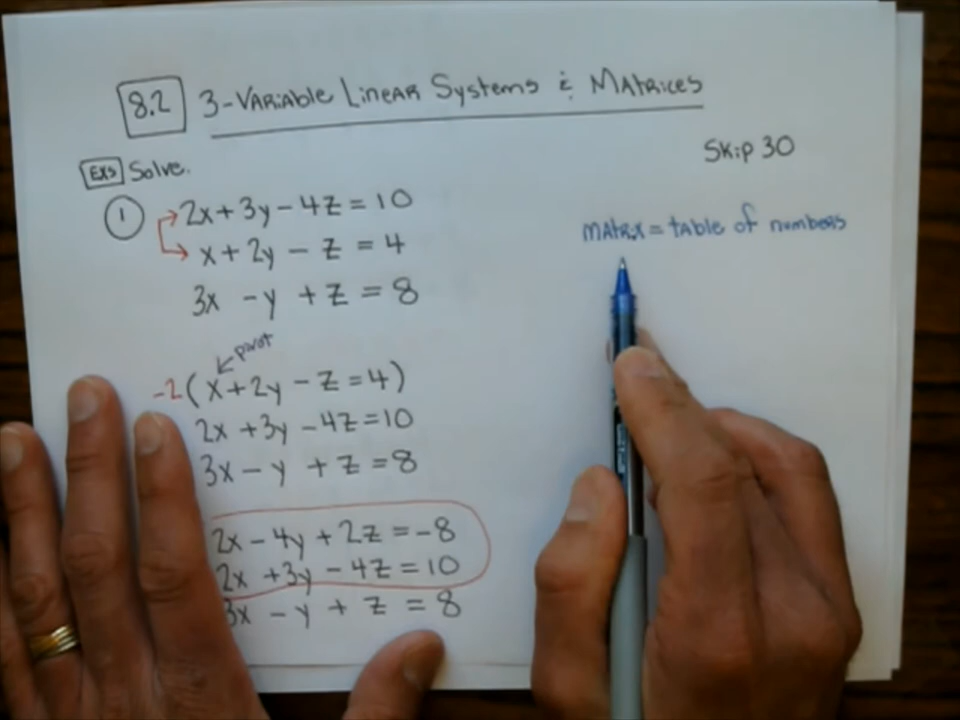 8.2 3-Variable Linear Systems & Matrices
Skip 30
Exs Solve.
1 2x + 3y - 4z = 10
x + 2y - z = 4
3x - y + z = 8
matrix = table of numbers
pivot
-2 ( x + 2y - z = 4 )
2x + 3y - 4z = 10
3x - y + z = 8
2x - 4y + 2z = -8
2x + 3y - 4z = 10
3x - y + z = 8